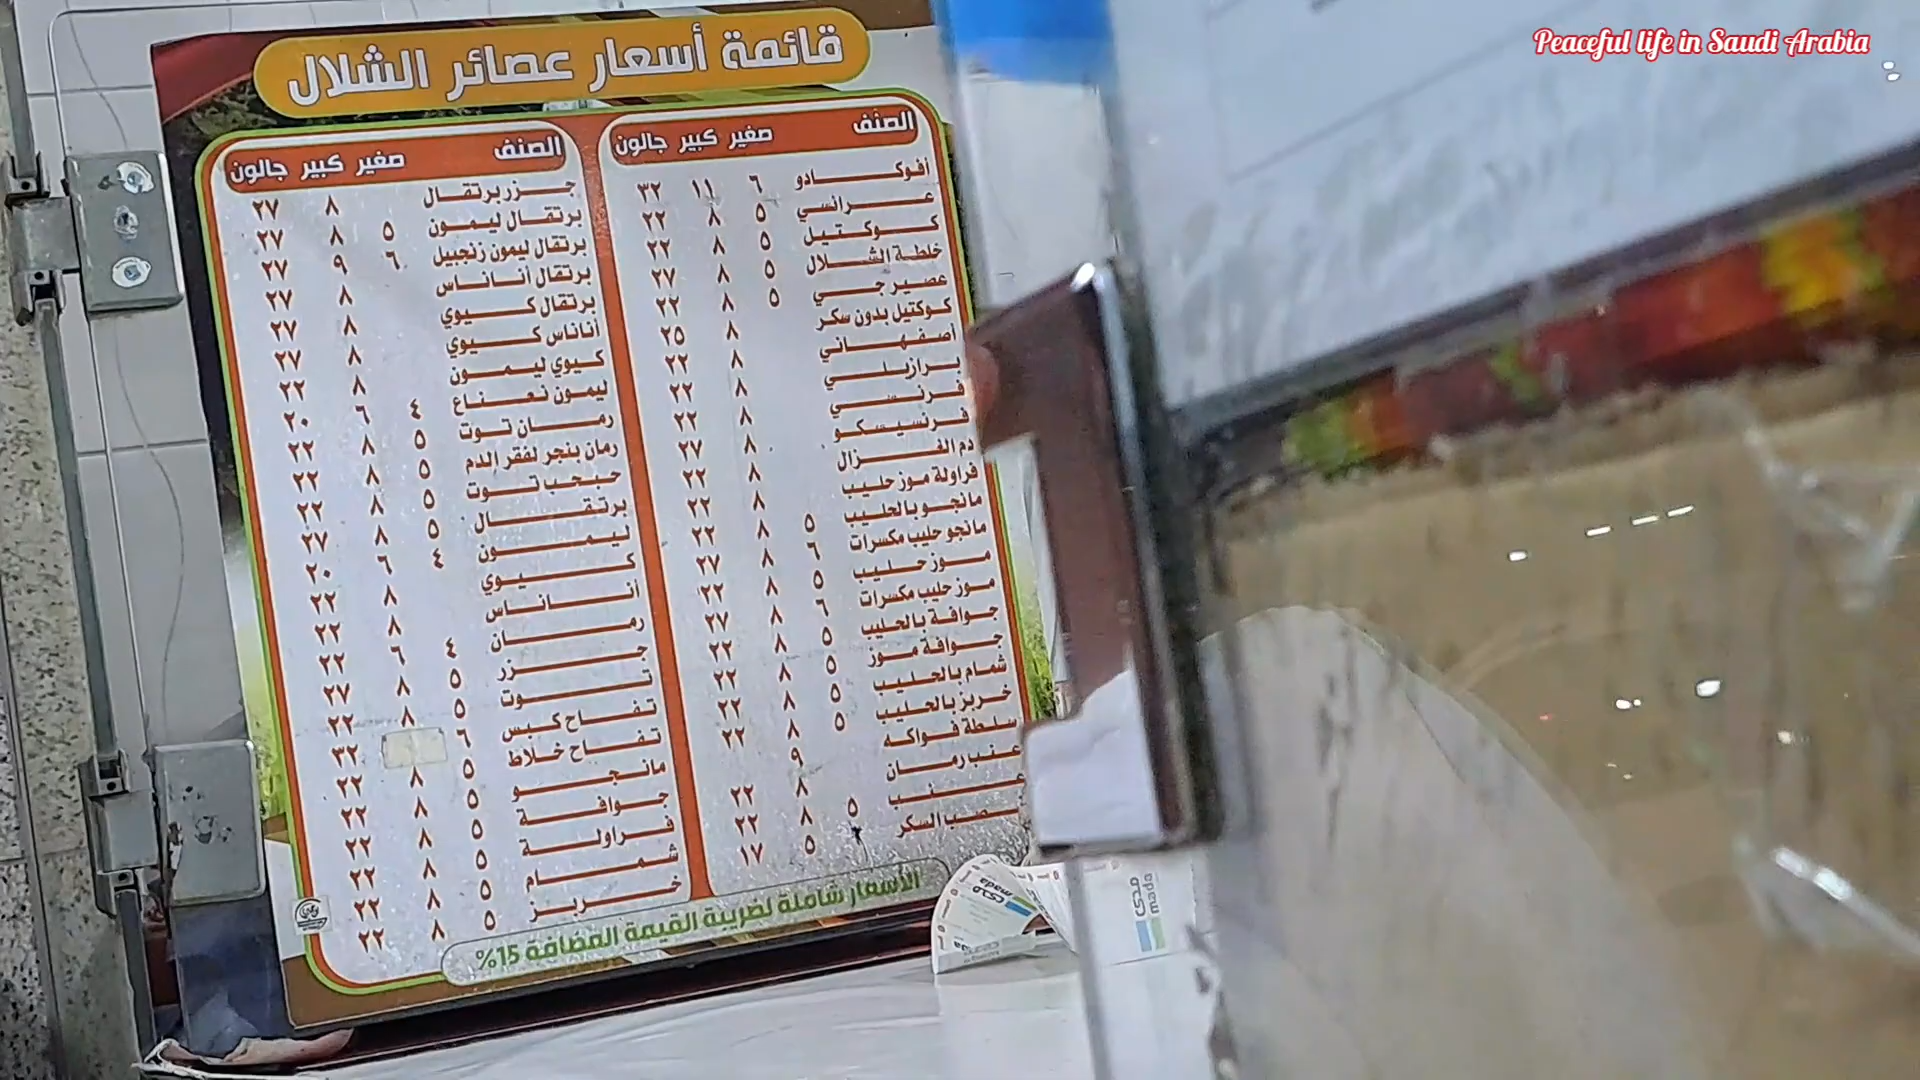 Peaceful life in Saudi Arabia
قائمة أسعار عصائر الشلال
الصنف صغير كبير جالون
أفوكادو ٦ ١١ ٣٢
عرائسي ٥ ٨ ٢٢
كوكتيل ٥ ٨ ٢٢
خلطة الشلال ٥ ٨ ٢٧
عصير جي ٥ ٨ ٢٢
كوكتيل بدون سكر ٨ ٢٥
أصفهاني ٨ ٢٢
برازيلي ٨ ٢٢
فرنسي ٨ ٢٢
فرنسيسكو ٨ ٢٧
دم الغزال ٨ ٢٢
فراولة موز حليب ٨ ٢٢
مانجو بالحليب ٥ ٨ ٢٢
مانجو حليب مكسرات ٦ ٨ ٢٧
موز حليب ٥ ٨ ٢٢
موز حليب مكسرات ٦ ٨ ٢٧
جوافة بالحليب ٥ ٨ ٢٢
جوافة موز ٥ ٨ ٢٢
شمام بالحليب ٥ ٨ ٢٢
خربز بالحليب ٥ ٨ ٢٢
سلطة فواكه ٩
عنب رمان ٨ ٢٢
عنب ٥ ٨ ٢٢
قصب السكر ٥ ١٧
الصنف صغير كبير جالون
جزر برتقال ٨ ٢٧
برتقال ليمون ٥ ٨ ٢٧
برتقال ليمون زنجبيل ٦ ٩ ٢٧
برتقال أناناس ٨ ٢٧
برتقال كيوي ٨ ٢٧
أناناس كيوي ٨ ٢٧
كيوي ليمون ٨ ٢٢
ليمون نعناع ٤ ٦ ٢٠
رمان توت ٥ ٨ ٢٢
رمان بنجر لفقر الدم ٥ ٨ ٢٢
حبحب توت ٥ ٨ ٢٢
برتقال ٥ ٨ ٢٧
ليمون ٤ ٦ ٢٠
كيوي ٨ ٢٢
أناناس ٨ ٢٢
رمان ٤ ٦ ٢٢
جزر ٥ ٨ ٢٧
توت ٥ ٨ ٢٢
تفاح كبس ٦ ٣٢
تفاح خلاط ٥ ٨ ٢٢
مانجو ٥ ٨ ٢٢
جوافة ٥ ٨ ٢٢
فراولة ٥ ٨ ٢٢
شمام ٥ ٨ ٢٢
خربز ٥ ٨ ٢٢
الأسعار شاملة لضريبة القيمة المضافة 15%
مدى
mada
مدى
mada